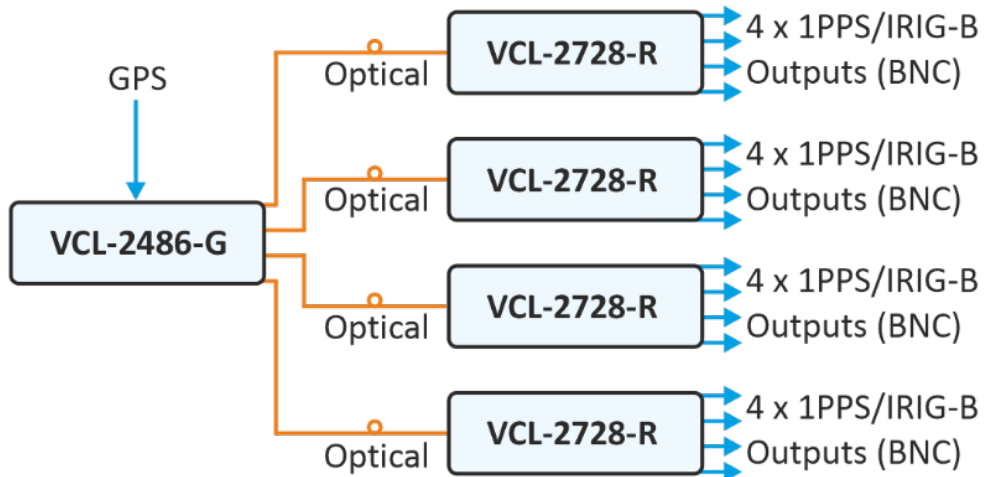 GPS
VCL-2486-G
Optical
VCL-2728-R
4 x 1PPS/IRIG-B
Outputs (BNC)
Optical
VCL-2728-R
4 x 1PPS/IRIG-B
Outputs (BNC)
Optical
VCL-2728-R
4 x 1PPS/IRIG-B
Outputs (BNC)
Optical
VCL-2728-R
4 x 1PPS/IRIG-B
Outputs (BNC)